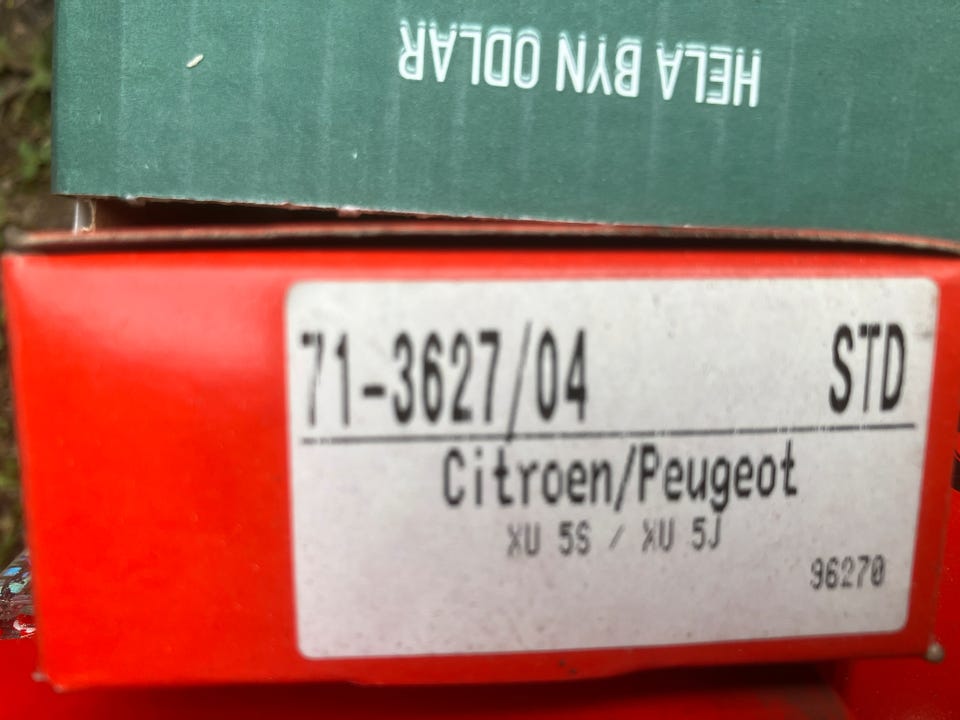 HELA BYN ODLAR
71-3627/04 STD
Citroen/Peugeot
XU 5S / XU 5J
96270